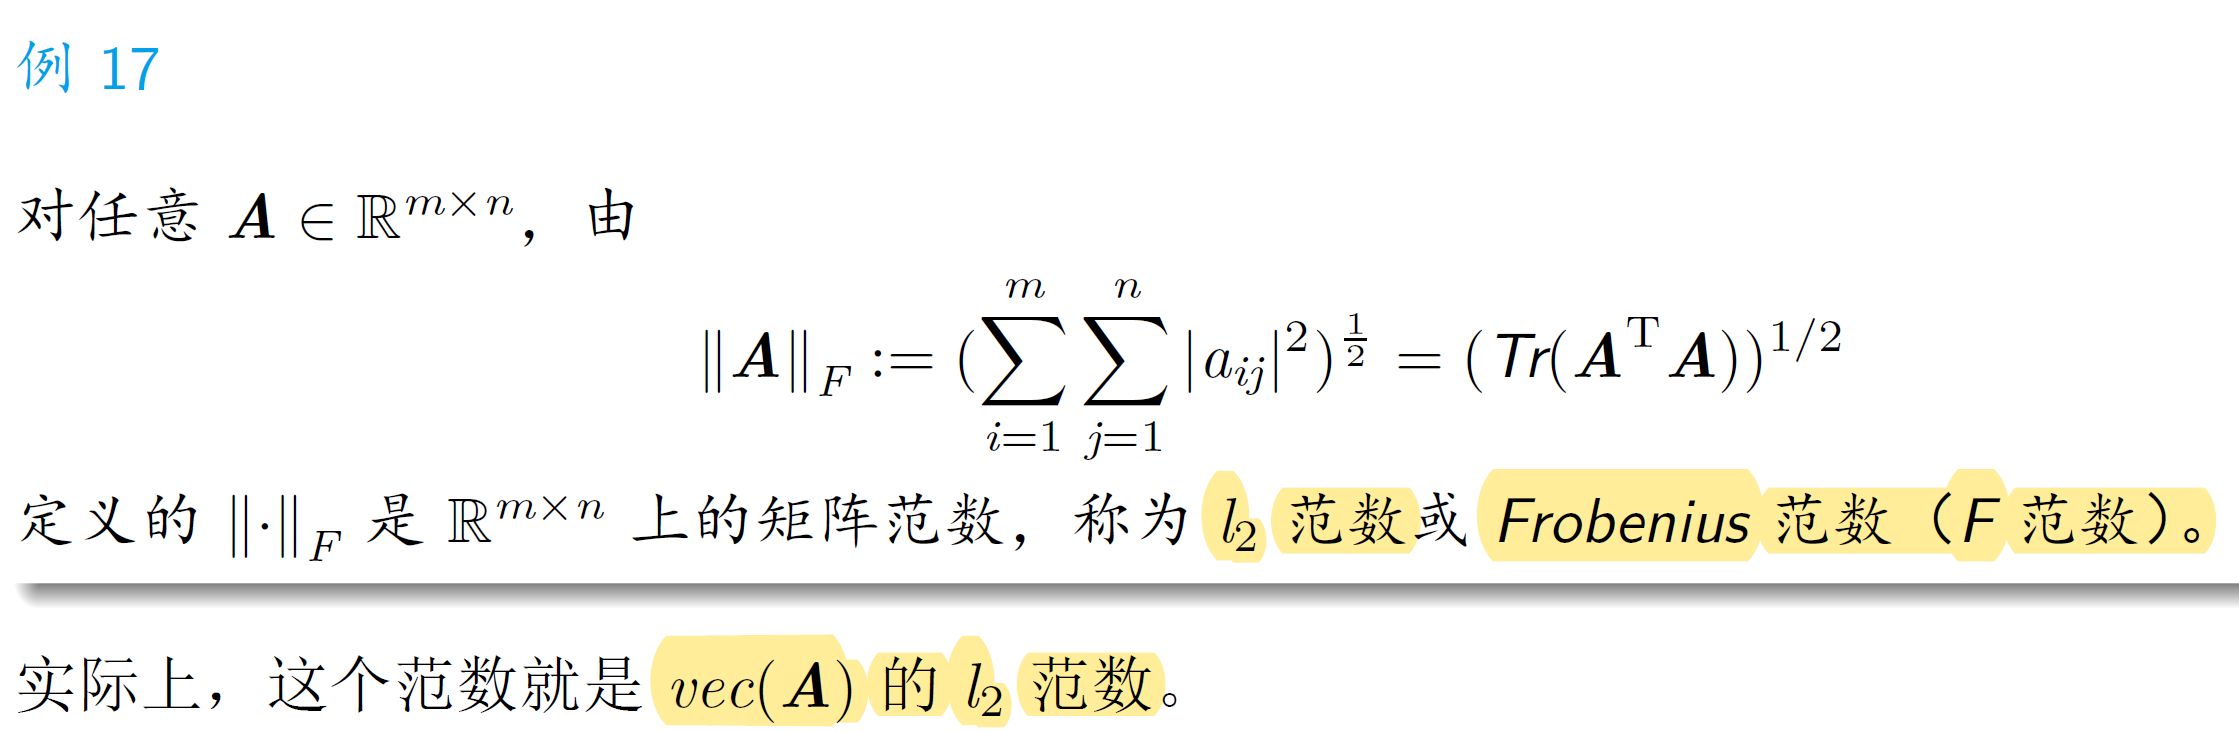 例 17
对任意 $\boldsymbol{A} \in \mathbb{R}^{m \times n}$，由
$\|\boldsymbol{A}\|_F := (\sum_{i=1}^{m} \sum_{j=1}^{n} |a_{ij}|^2)^{\frac{1}{2}} = (Tr(\boldsymbol{A}^{\mathrm{T}} \boldsymbol{A}))^{1/2}$
定义的 $\|\cdot\|_F$ 是 $\mathbb{R}^{m \times n}$ 上的矩阵范数，称为 $l_2$ 范数或 Frobenius 范数（F 范数）。
实际上，这个范数就是 $vec(\boldsymbol{A})$ 的 $l_2$ 范数。